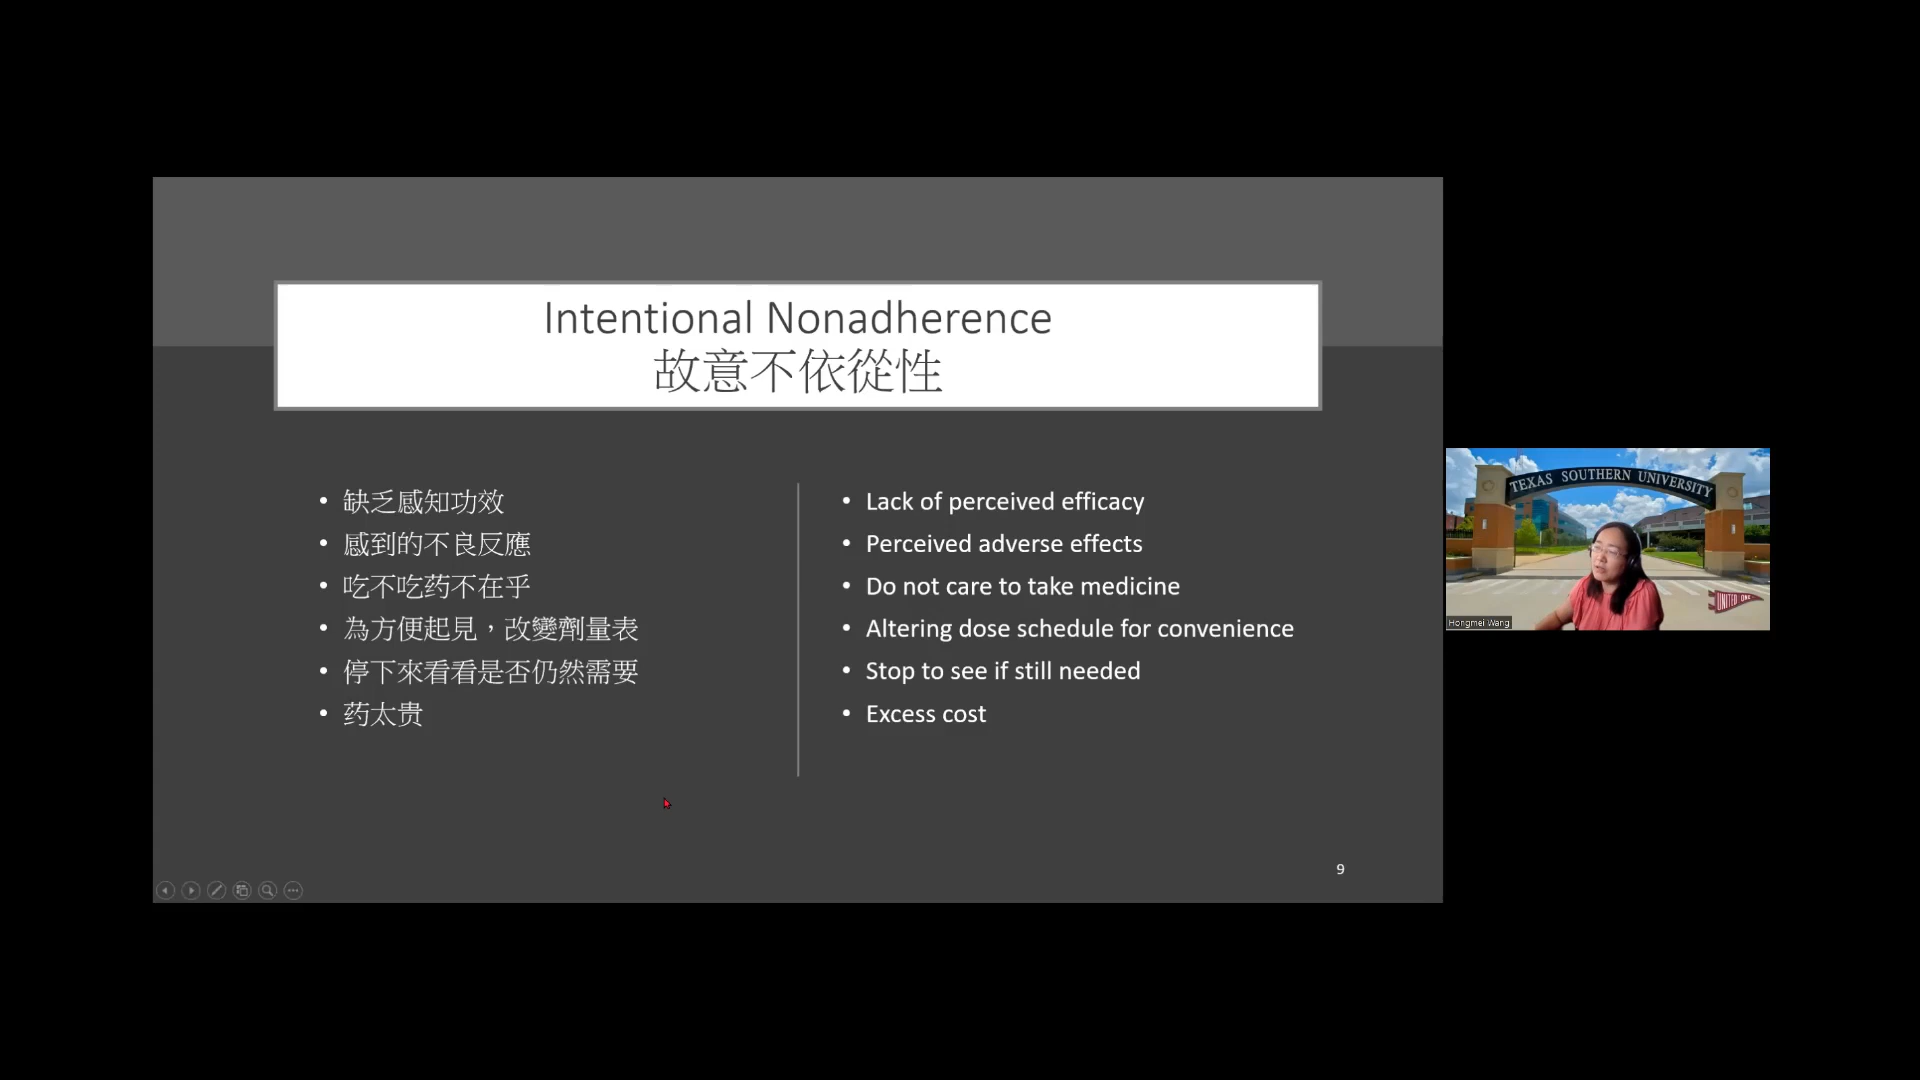 Intentional Nonadherence
故意不依從性
• 缺乏感知功效
• 感到的不良反應
• 吃不吃药不在乎
• 為方便起見，改變劑量表
• 停下來看看是否仍然需要
• 药太贵
• Lack of perceived efficacy
• Perceived adverse effects
• Do not care to take medicine
• Altering dose schedule for convenience
• Stop to see if still needed
• Excess cost
9
TEXAS SOUTHERN UNIVERSITY
UNITED ONE
Hongmei Wang